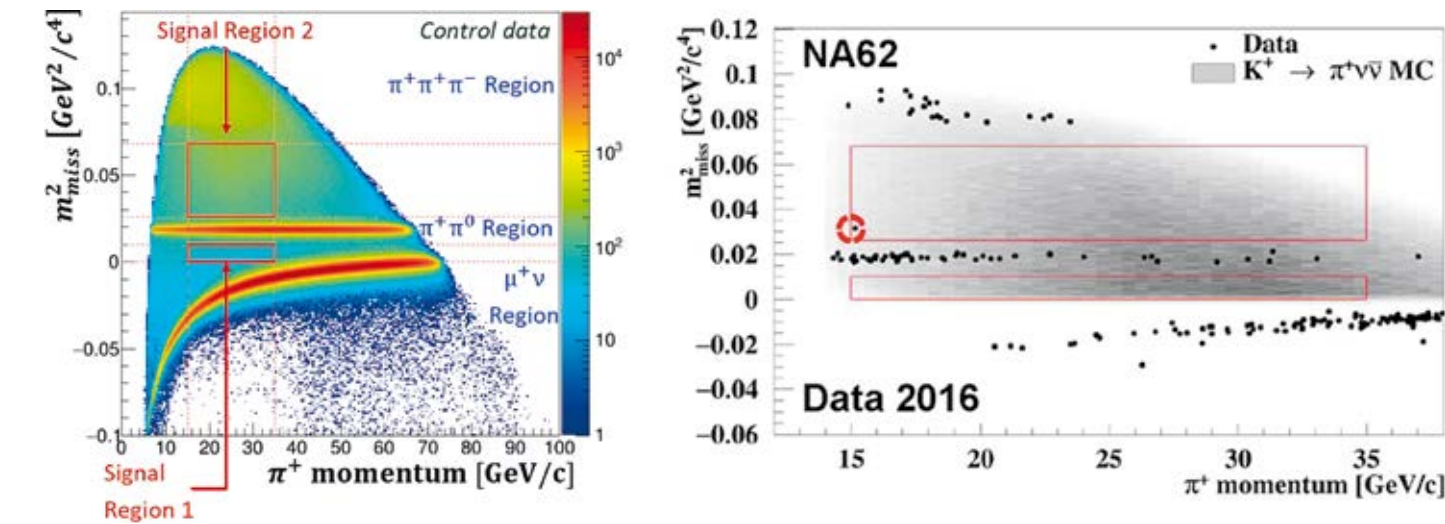 Signal Region 2
Control data
π⁺π⁺π⁻ Region
π⁺π⁰ Region
μ⁺ν
Region
m²miss [GeV²/c⁴]
0.1
0.05
0
−0.05
−0.1
0 10 20 30 40 50 60 70 80 90 100
π⁺ momentum [GeV/c]
10⁴
10³
10²
10
1
Signal
Region 1
NA62
Data
K⁺ → π⁺νν̅ MC
m²miss [GeV²/c⁴]
0.12
0.1
0.08
0.06
0.04
0.02
0
−0.02
−0.04
−0.06
Data 2016
15 20 25 30 35
π⁺ momentum [GeV/c]